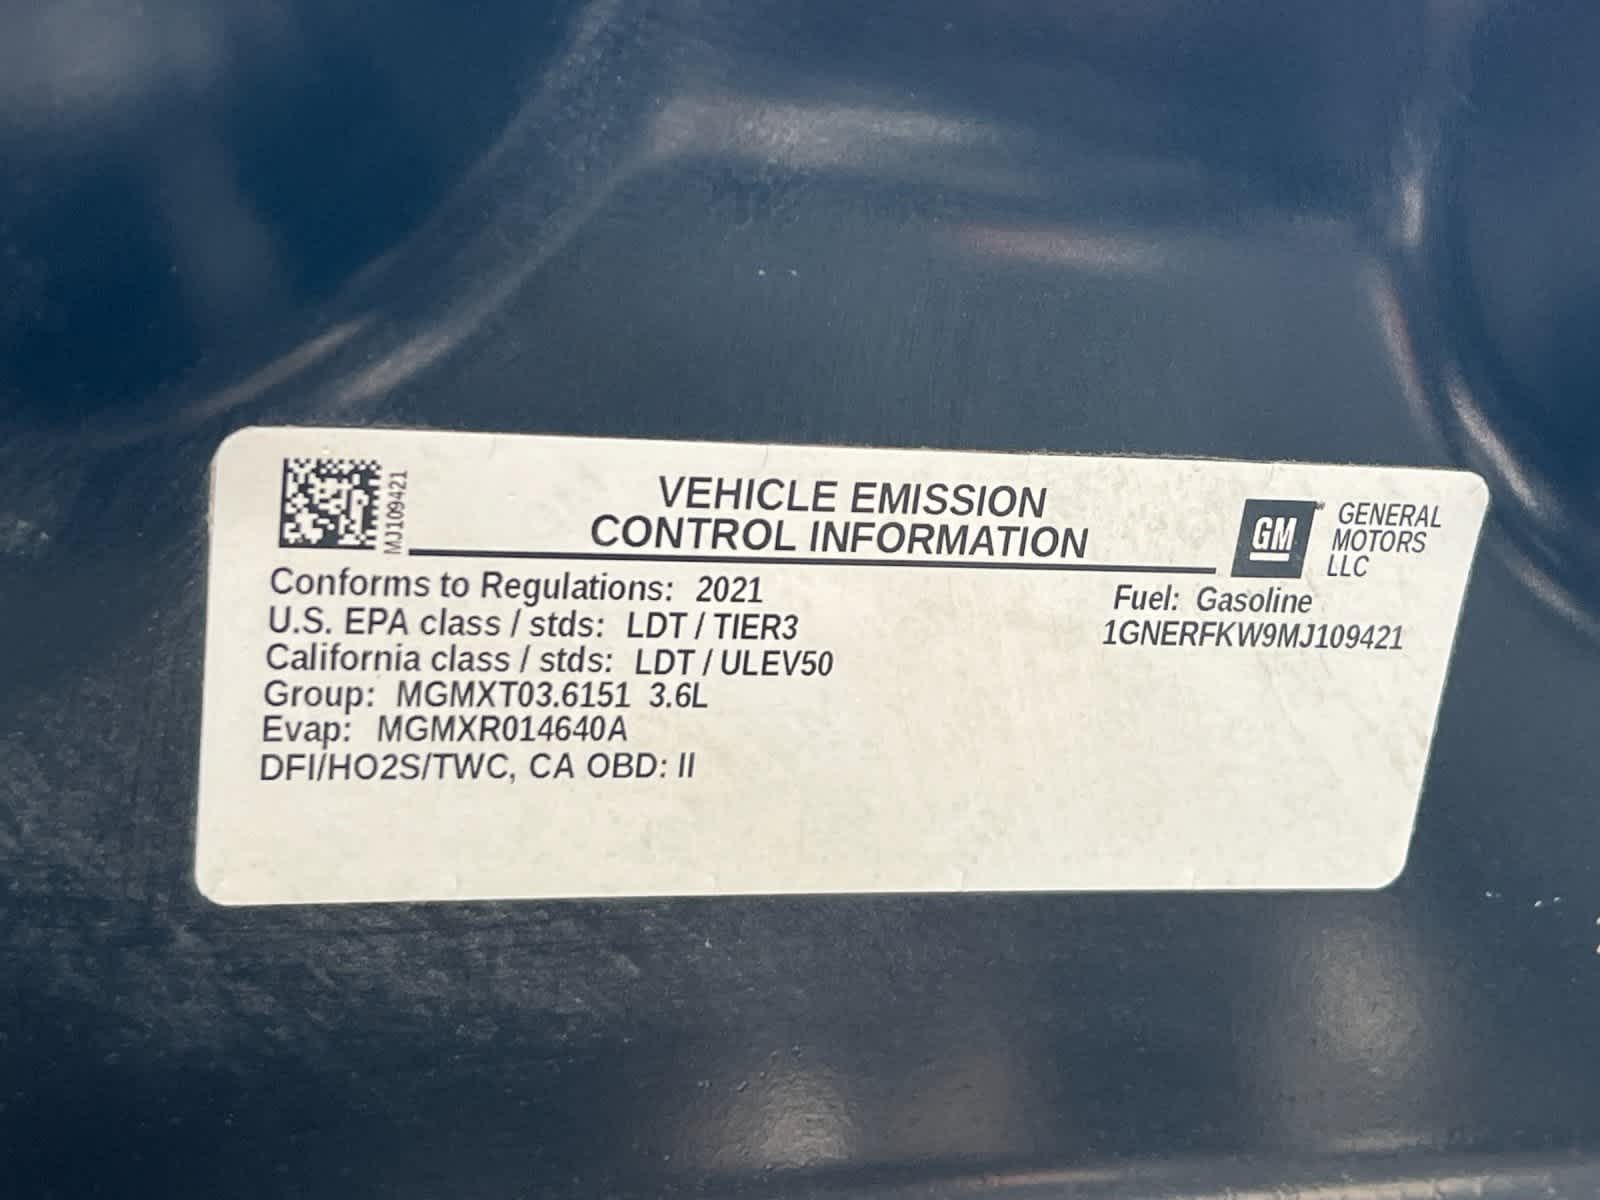 MJ109421
VEHICLE EMISSION
CONTROL INFORMATION
GM
GENERAL
MOTORS
LLC
Conforms to Regulations: 2021
U.S. EPA class / stds: LDT / TIER3
California class / stds: LDT / ULEV50
Group: MGMXT03.6151 3.6L
Evap: MGMXR014640A
DFI/HO2S/TWC, CA OBD: II
Fuel: Gasoline
1GNERFKW9MJ109421